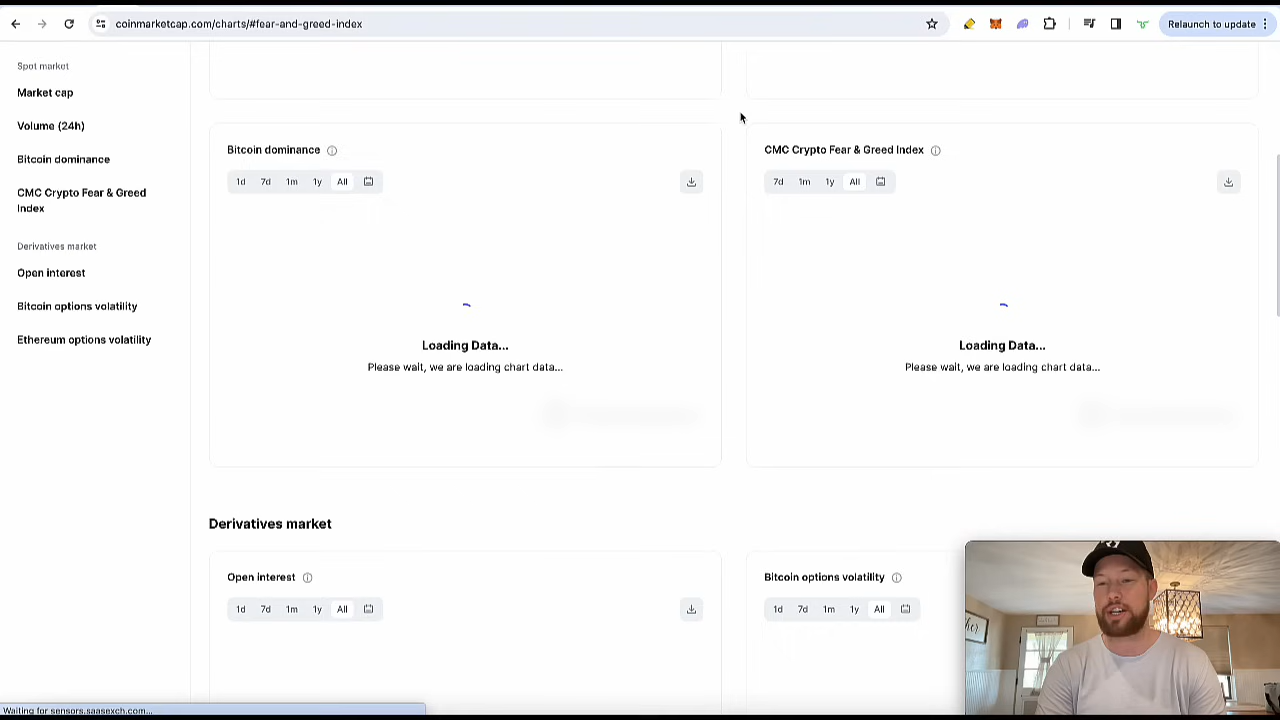 coinmarketcap.com/charts/#fear-and-greed-index
Relaunch to update
Spot market
Market cap
Volume (24h)
Bitcoin dominance
CMC Crypto Fear & Greed
Index
Derivatives market
Open interest
Bitcoin options volatility
Ethereum options volatility
Bitcoin dominance
1d 7d 1m 1y All
Loading Data...
Please wait, we are loading chart data...
CMC Crypto Fear & Greed Index
7d 1m 1y All
Loading Data...
Please wait, we are loading chart data...
Derivatives market
Open interest
1d 7d 1m 1y All
Bitcoin options volatility
1d 7d 1m 1y All
Waiting for sensors.saasexch.com...